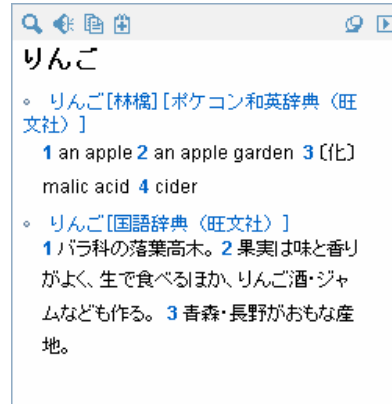 りんご
りんご[林檎][ポケコン和英辞典（旺
文社）]
1 an apple 2 an apple garden 3〔化〕
malic acid 4 cider
りんご[国語辞典（旺文社）]
1 バラ科の落葉高木。2 果実は味と香り
がよく、生で食べるほか、りんご酒・ジャ
ムなども作る。 3 青森・長野がおもな産
地。